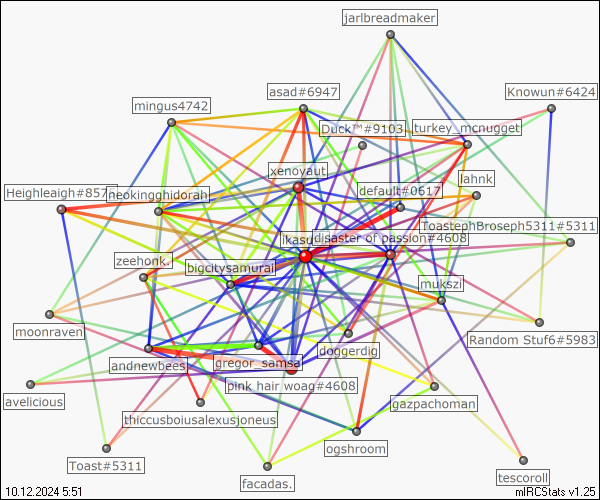 jarlbreadmaker
asad#6947
Knowun#6424
mingus4742
Duck™#9103
turkey_mcnugget
xenoyaut
lahnk
default#0617
Heighleigh#857
neokingghidorah
ToastephBroseph5311#5311
ikasu
disaster of passion#4608
zeehonk.
bigcitysamurai
mukszi
moonraven
Random Stuf6#5983
doggerdig
andnewbees
gregor_samsa
pink hair woag#4608
avelicious
gazpachoman
thiccusboiusalexusjoneus
ogshroom
Toast#5311
tescoroll
facadas.
10.12.2024 5:51
mIRCStats v1.25